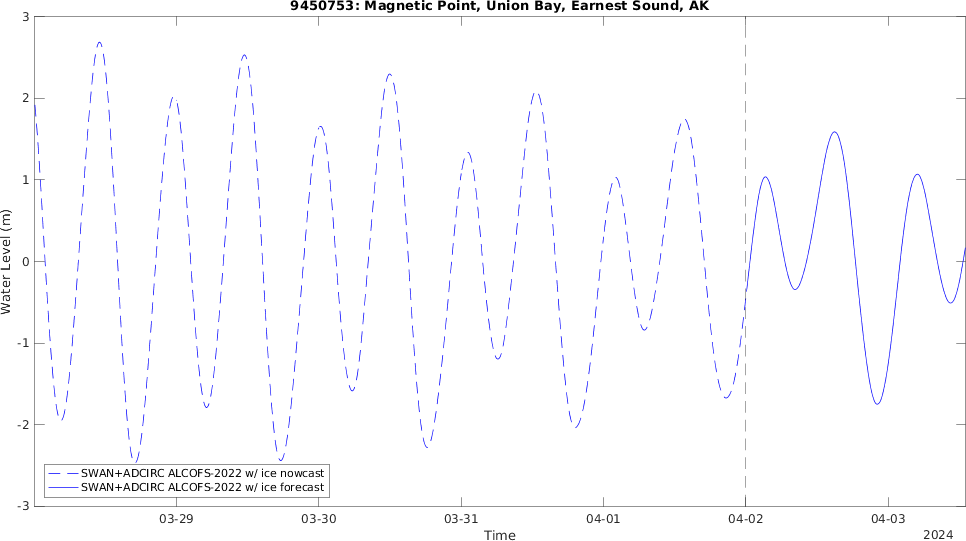 9450753: Magnetic Point, Union Bay, Earnest Sound, AK
3
2
1
0
-1
-2
-3
Water Level (m)
SWAN+ADCIRC ALCOFS-2022 w/ ice nowcast
SWAN+ADCIRC ALCOFS-2022 w/ ice forecast
03-29 03-30 03-31 04-01 04-02 04-03
Time
2024